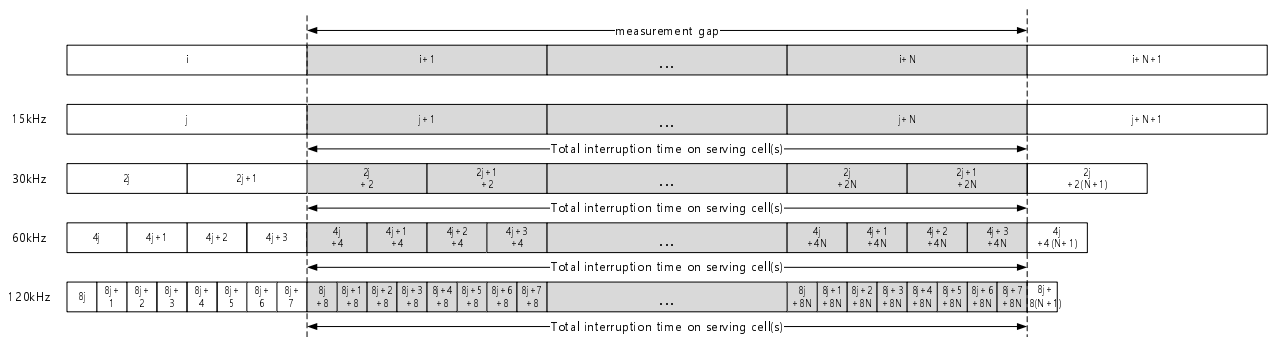 measurement gap
i i+1 ... i+N i+N+1
15kHz j j+1 ... j+N j+N+1
Total interruption time on serving cell(s)
30kHz 2j 2j+1 2j +2 2j+1 +2 ... 2j +2N 2j+1 +2N 2j +2(N+1)
Total interruption time on serving cell(s)
60kHz 4j 4j+1 4j+2 4j+3 4j +4 4j+1 +4 4j+2 +4 4j+3 +4 ... 4j +4N 4j+1 +4N 4j+2 +4N 4j+3 +4N 4j +4(N+1)
Total interruption time on serving cell(s)
120kHz 8j 8j+ 1 8j+ 2 8j+ 3 8j+ 4 8j+ 5 8j+ 6 8j+ 7 8j +8 8j+1 +8 8j+2 +8 8j+3 +8 8j+4 +8 8j+5 +8 8j+6 +8 8j+7 +8 ... 8j +8N 8j+1 +8N 8j+2 +8N 8j+3 +8N 8j+4 +8N 8j+5 +8N 8j+6 +8N 8j+7 +8N 8j+ 8(N+1)
Total interruption time on serving cell(s)